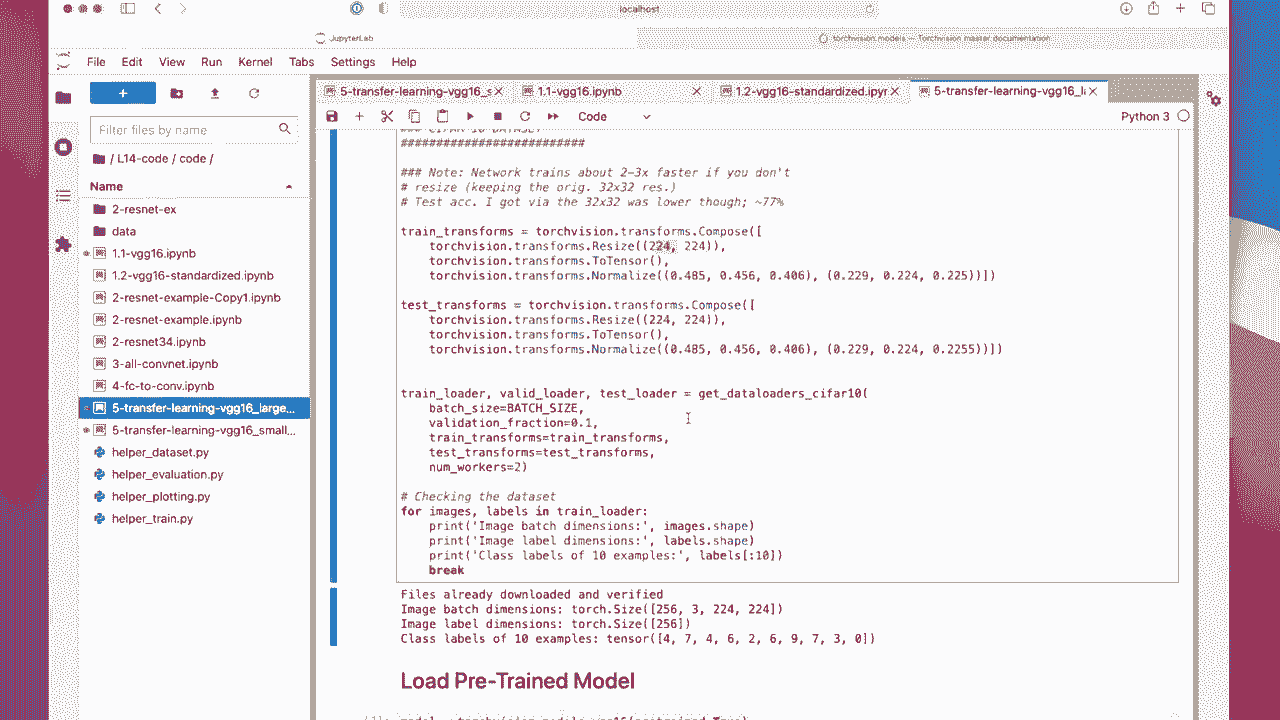 localhost
JupyterLab
torchvision.models — Torchvision master documentation
File Edit View Run Kernel Tabs Settings Help
5-transfer-learning-vgg16_s
1.1-vgg16.ipynb
1.2-vgg16-standardized.ipyr
5-transfer-learning-vgg16_la
Code
Python 3
Filter files by name
/ L14-code / code /
Name
2-resnet-ex
data
1.1-vgg16.ipynb
1.2-vgg16-standardized.ipynb
2-resnet-example-Copy1.ipynb
2-resnet-example.ipynb
2-resnet34.ipynb
3-all-convnet.ipynb
4-fc-to-conv.ipynb
5-transfer-learning-vgg16_large...
5-transfer-learning-vgg16_small...
helper_dataset.py
helper_evaluation.py
helper_plotting.py
helper_train.py
### CIFAR-10 DATASET
##########################
### Note: Network trains about 2-3x faster if you don't
# resize (keeping the orig. 32x32 res.)
# Test acc. I got via the 32x32 was lower though; ~77%
train_transforms = torchvision.transforms.Compose([
torchvision.transforms.Resize((224, 224)),
torchvision.transforms.ToTensor(),
torchvision.transforms.Normalize((0.485, 0.456, 0.406), (0.229, 0.224, 0.225))])
test_transforms = torchvision.transforms.Compose([
torchvision.transforms.Resize((224, 224)),
torchvision.transforms.ToTensor(),
torchvision.transforms.Normalize((0.485, 0.456, 0.406), (0.229, 0.224, 0.2255))])
train_loader, valid_loader, test_loader = get_dataloaders_cifar10(
batch_size=BATCH_SIZE,
validation_fraction=0.1,
train_transforms=train_transforms,
test_transforms=test_transforms,
num_workers=2)
# Checking the dataset
for images, labels in train_loader:
print('Image batch dimensions:', images.shape)
print('Image label dimensions:', labels.shape)
print('Class labels of 10 examples:', labels[:10])
break
Files already downloaded and verified
Image batch dimensions: torch.Size([256, 3, 224, 224])
Image label dimensions: torch.Size([256])
Class labels of 10 examples: tensor([4, 7, 4, 6, 2, 6, 9, 7, 3, 0])
Load Pre-Trained Model